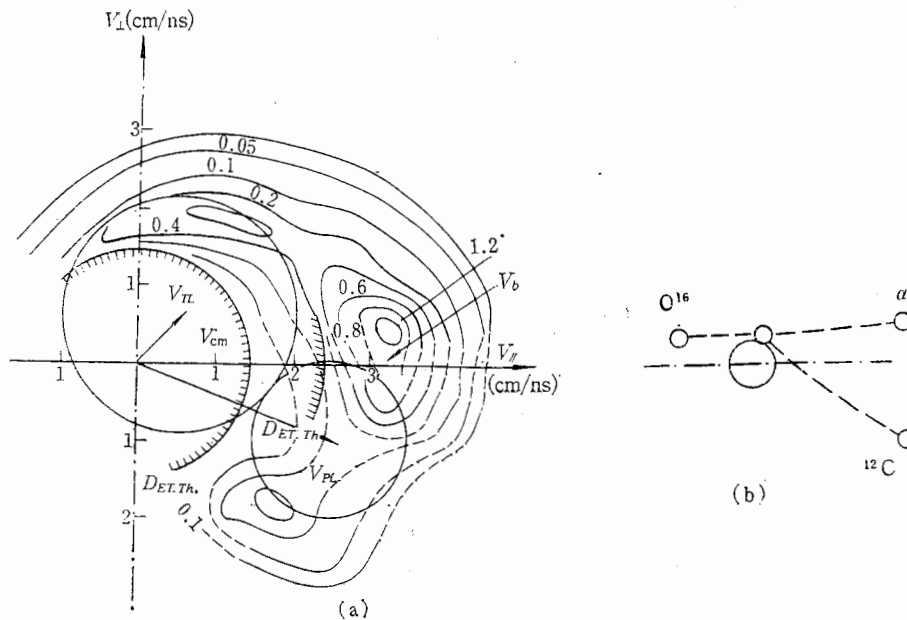 V⊥(cm/ns)
3
0.05
0.1
0.2
0.4
1.2°
V_b
0.6
0.8
1
V_TL
V_cm
V_∥
1
1
2
3
(cm/ns)
D_ET.Th.
1
V_PL
D_ET.Th.
2
0.1
(a)
O¹⁶
α
¹²C
(b)